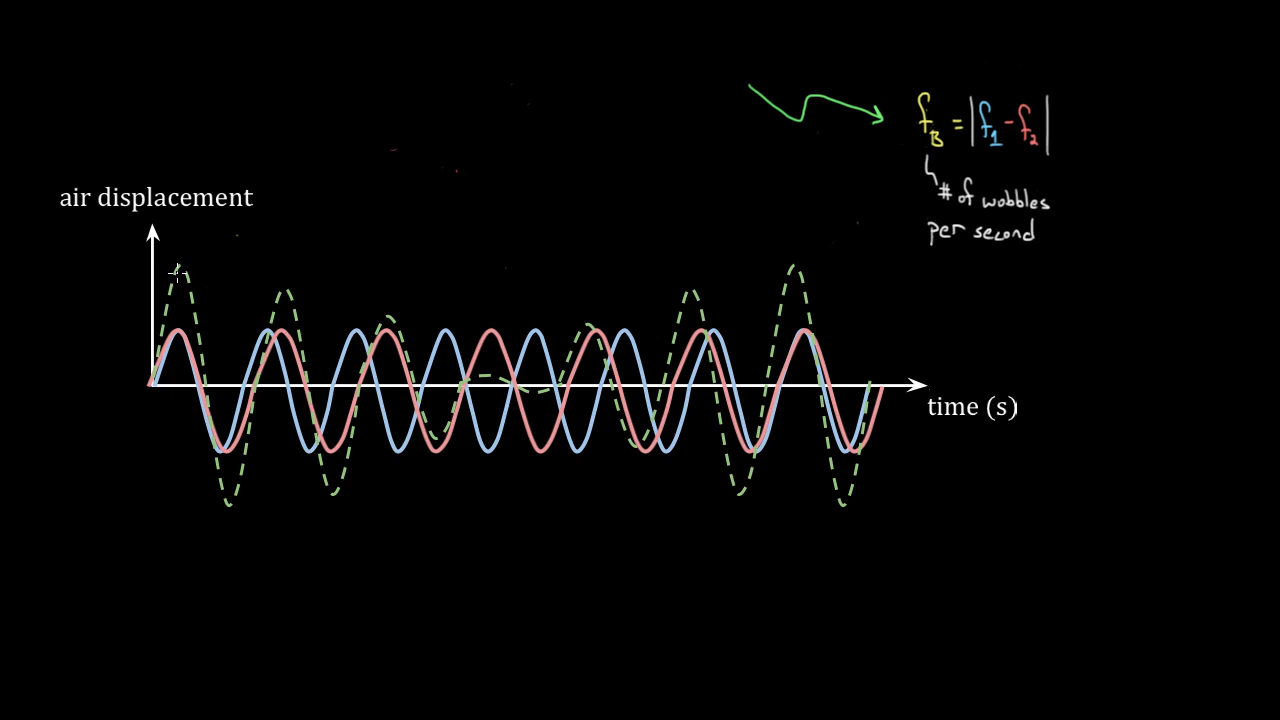 f_B = |f_1 - f_2|
# of wobbles
per second
air displacement
time (s)